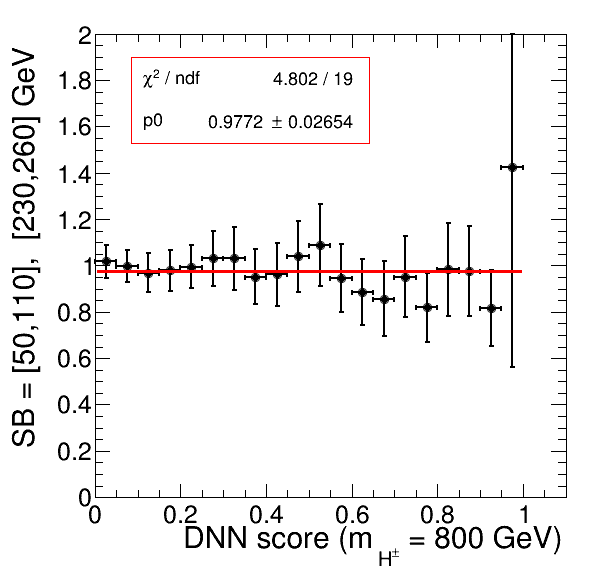 SB = [50,110], [230,260] GeV
χ² / ndf 4.802 / 19
p0 0.9772 ± 0.02654
2
1.8
1.6
1.4
1.2
1
0.8
0.6
0.4
0.2
0
0 0.2 0.4 0.6 0.8 1
DNN score (m_H± = 800 GeV)